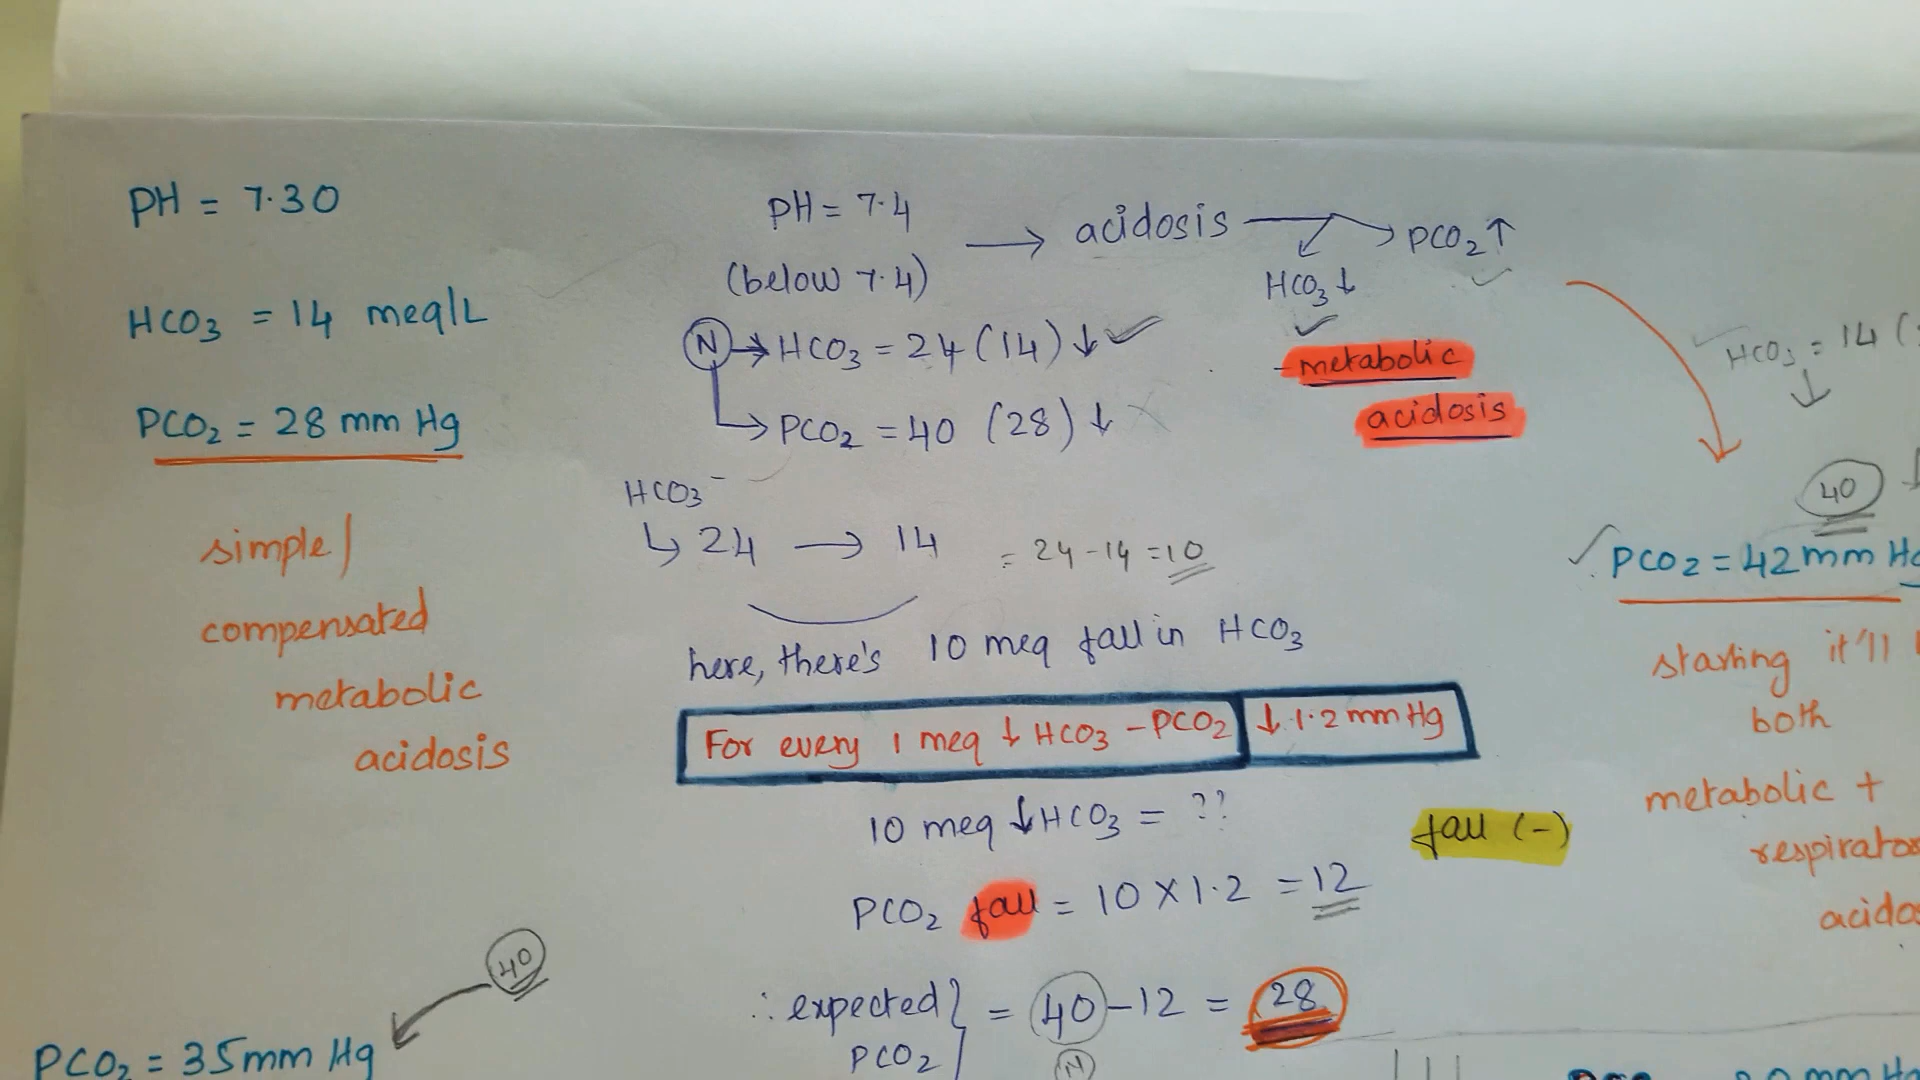 PH = 7.30
HCO3 = 14 meq/L
PCO2 = 28 mm Hg
simple/
compensated
metabolic
acidosis
40
PCO2 = 35mm Hg
PH = 7.4
(below 7.4)
→ acidosis → PCO2↑
HCO3↓
N → HCO3 = 24 (14) ↓ ✓
→ PCO2 = 40 (28) ↓ X
- metabolic
acidosis
HCO3⁻
↳ 24 → 14 = 24-14 = 10
here, there's 10 meq fall in HCO3
For every 1 meq ↓ HCO3 - PCO2 ↓ 1.2 mm Hg
10 meq ↓ HCO3 = ??
fall (-)
PCO2 fall = 10 X 1.2 = 12
∴ expected } = 40 - 12 = 28
PCO2
N
HCO3 = 14 (
↓
40
✓ PCO2 = 42mm
starting it'll
both
metabolic +